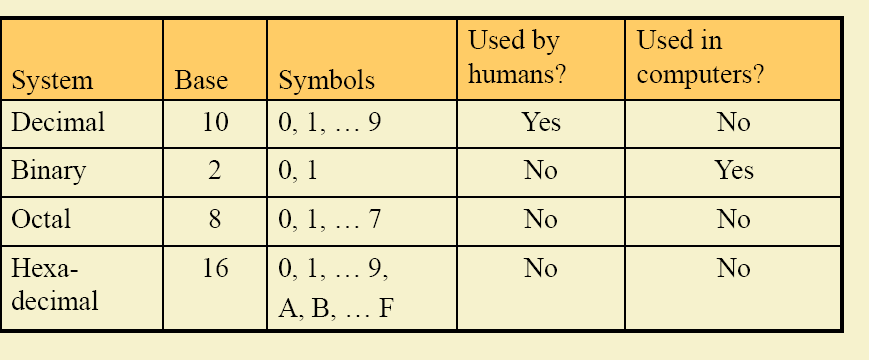 System Base Symbols Used by humans? Used in computers?
Decimal 10 0, 1, … 9 Yes No
Binary 2 0, 1 No Yes
Octal 8 0, 1, … 7 No No
Hexa-decimal 16 0, 1, … 9, A, B, … F No No